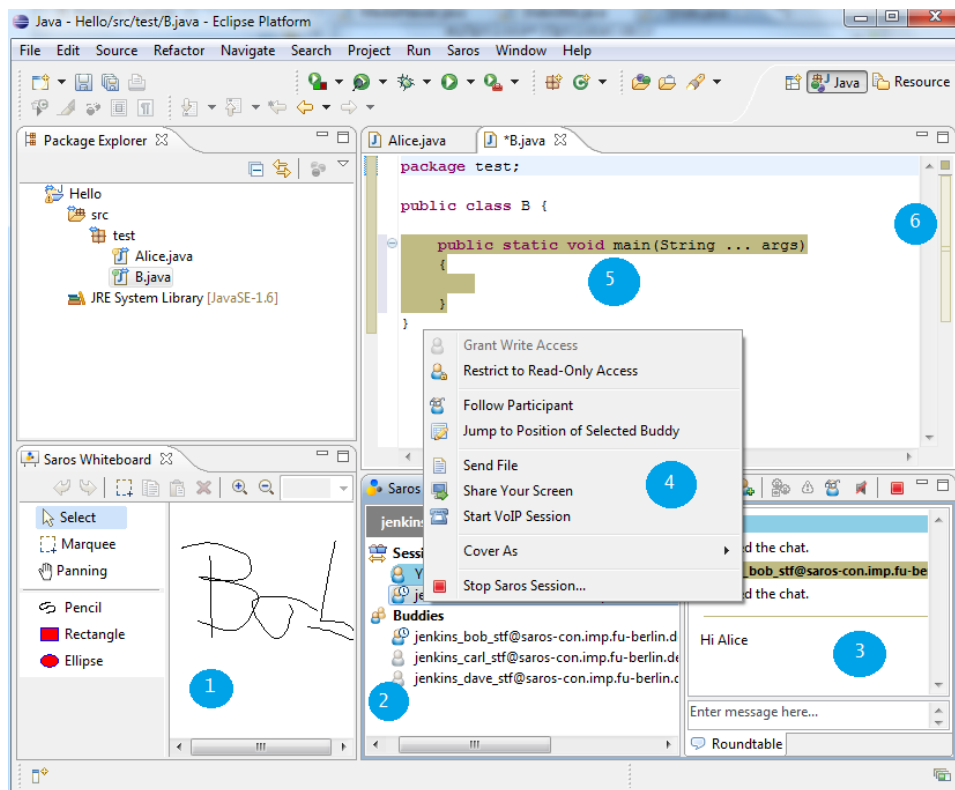 Java - Hello/src/test/B.java - Eclipse Platform
File Edit Source Refactor Navigate Search Project Run Saros Window Help
Java Resource
Package Explorer
Hello
src
test
Alice.java
B.java
JRE System Library [JavaSE-1.6]
Alice.java *B.java
package test;
public class B {
public static void main(String ... args)
{
}
}
6
5
Grant Write Access
Restrict to Read-Only Access
Follow Participant
Jump to Position of Selected Buddy
Send File
Share Your Screen
Start VoIP Session
Cover As
Stop Saros Session...
4
Saros Whiteboard
Select
Marquee
Panning
Pencil
Rectangle
Ellipse
1
Saros
jenkins
Sessi
Y
je
Buddies
jenkins_bob_stf@saros-con.imp.fu-berlin.d
jenkins_carl_stf@saros-con.imp.fu-berlin.de
jenkins_dave_stf@saros-con.imp.fu-berlin.c
2
d the chat.
_bob_stf@saros-con.imp.fu-be
ed the chat.
Hi Alice
3
Enter message here...
Roundtable